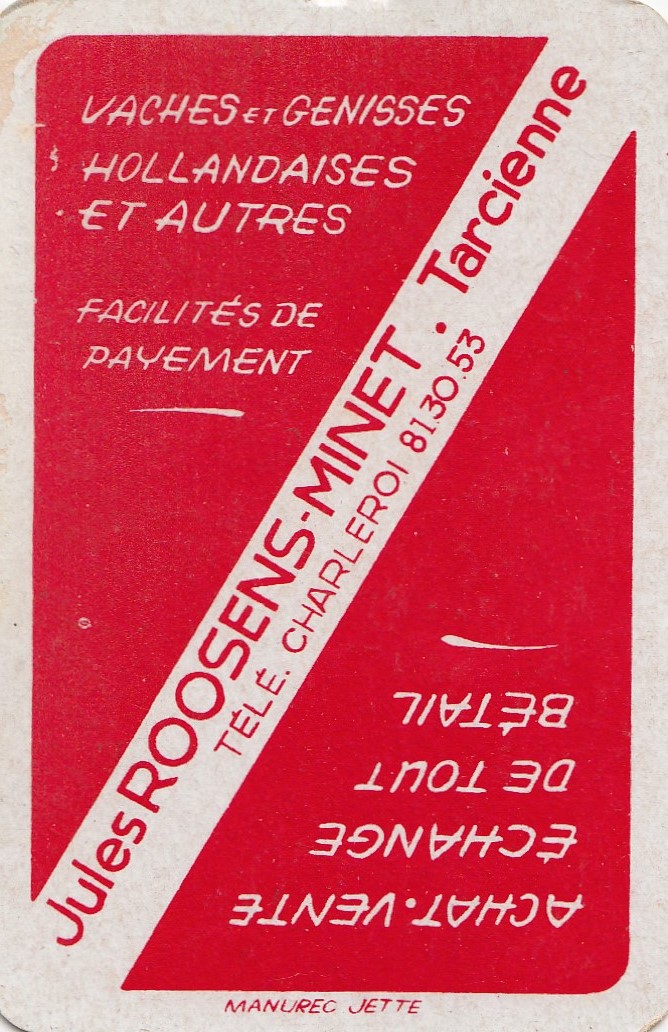 VACHES ET GENISSES
HOLLANDAISES
ET AUTRES
FACILITÉS DE
PAYEMENT
Jules ROOSENS-MINET. Tarcienne
TÉLÉ. CHARLEROI 81.30.53
ACHAT.VENTE
ÉCHANGE
DE TOUT
BÉTAIL
MANUREC JETTE